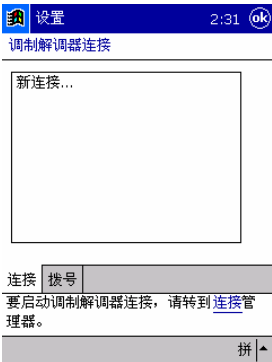 设置 2:31 ok
调制解调器连接
新连接...
连接 拨号
要启动调制解调器连接，请转到连接管
理器。
拼